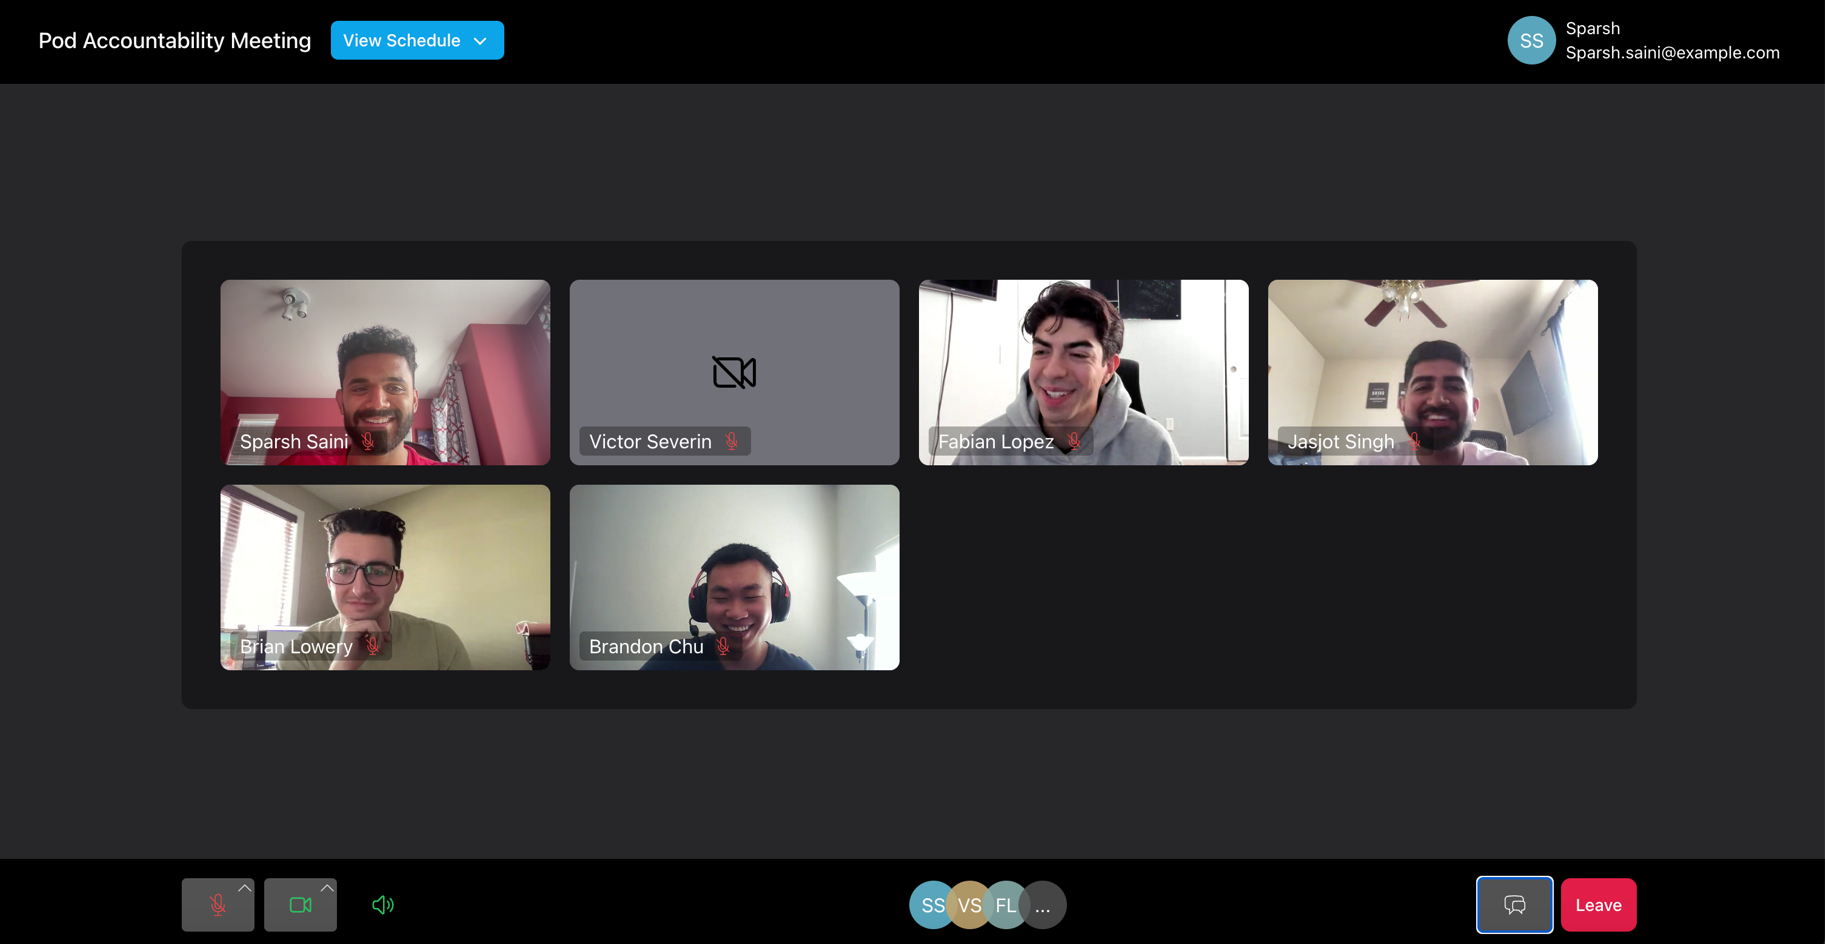 Pod Accountability Meeting
View Schedule
SS
Sparsh
Sparsh.saini@example.com
Sparsh Saini
Victor Severin
Fabian Lopez
Jasjot Singh
Brian Lowery
Brandon Chu
SS
VS
FL
...
Leave